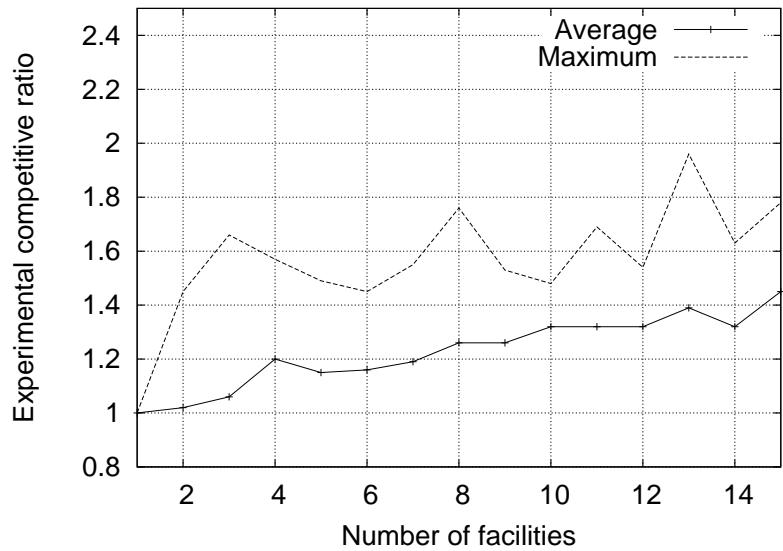 2.4
2.2
2
1.8
1.6
1.4
1.2
1
0.8
Experimental competitive ratio
Average
Maximum
2 4 6 8 10 12 14
Number of facilities